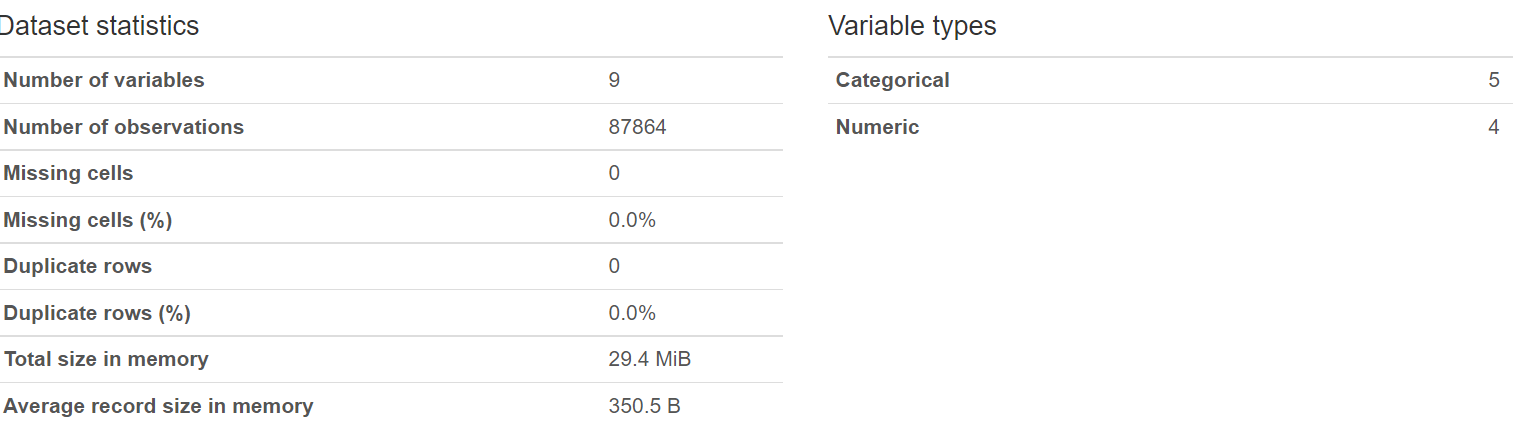 Dataset statistics
Number of variables 9
Number of observations 87864
Missing cells 0
Missing cells (%) 0.0%
Duplicate rows 0
Duplicate rows (%) 0.0%
Total size in memory 29.4 MiB
Average record size in memory 350.5 B
Variable types
Categorical 5
Numeric 4